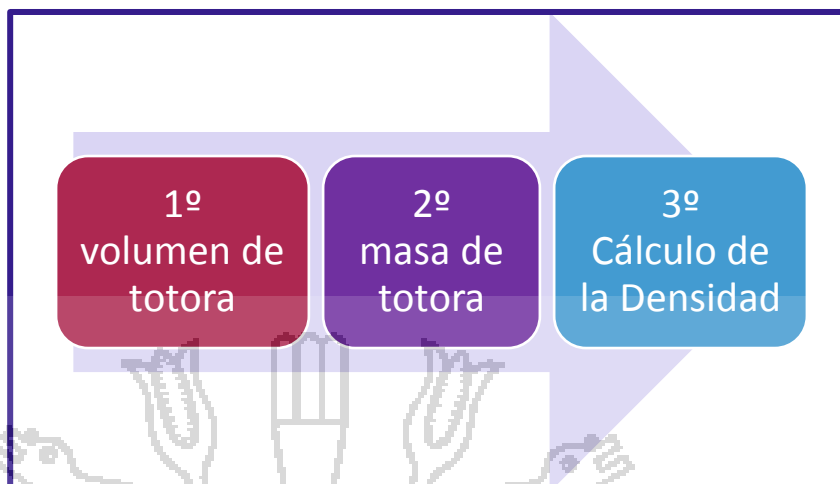 1º
volumen de
totora
2º
masa de
totora
3º
Cálculo de
la Densidad